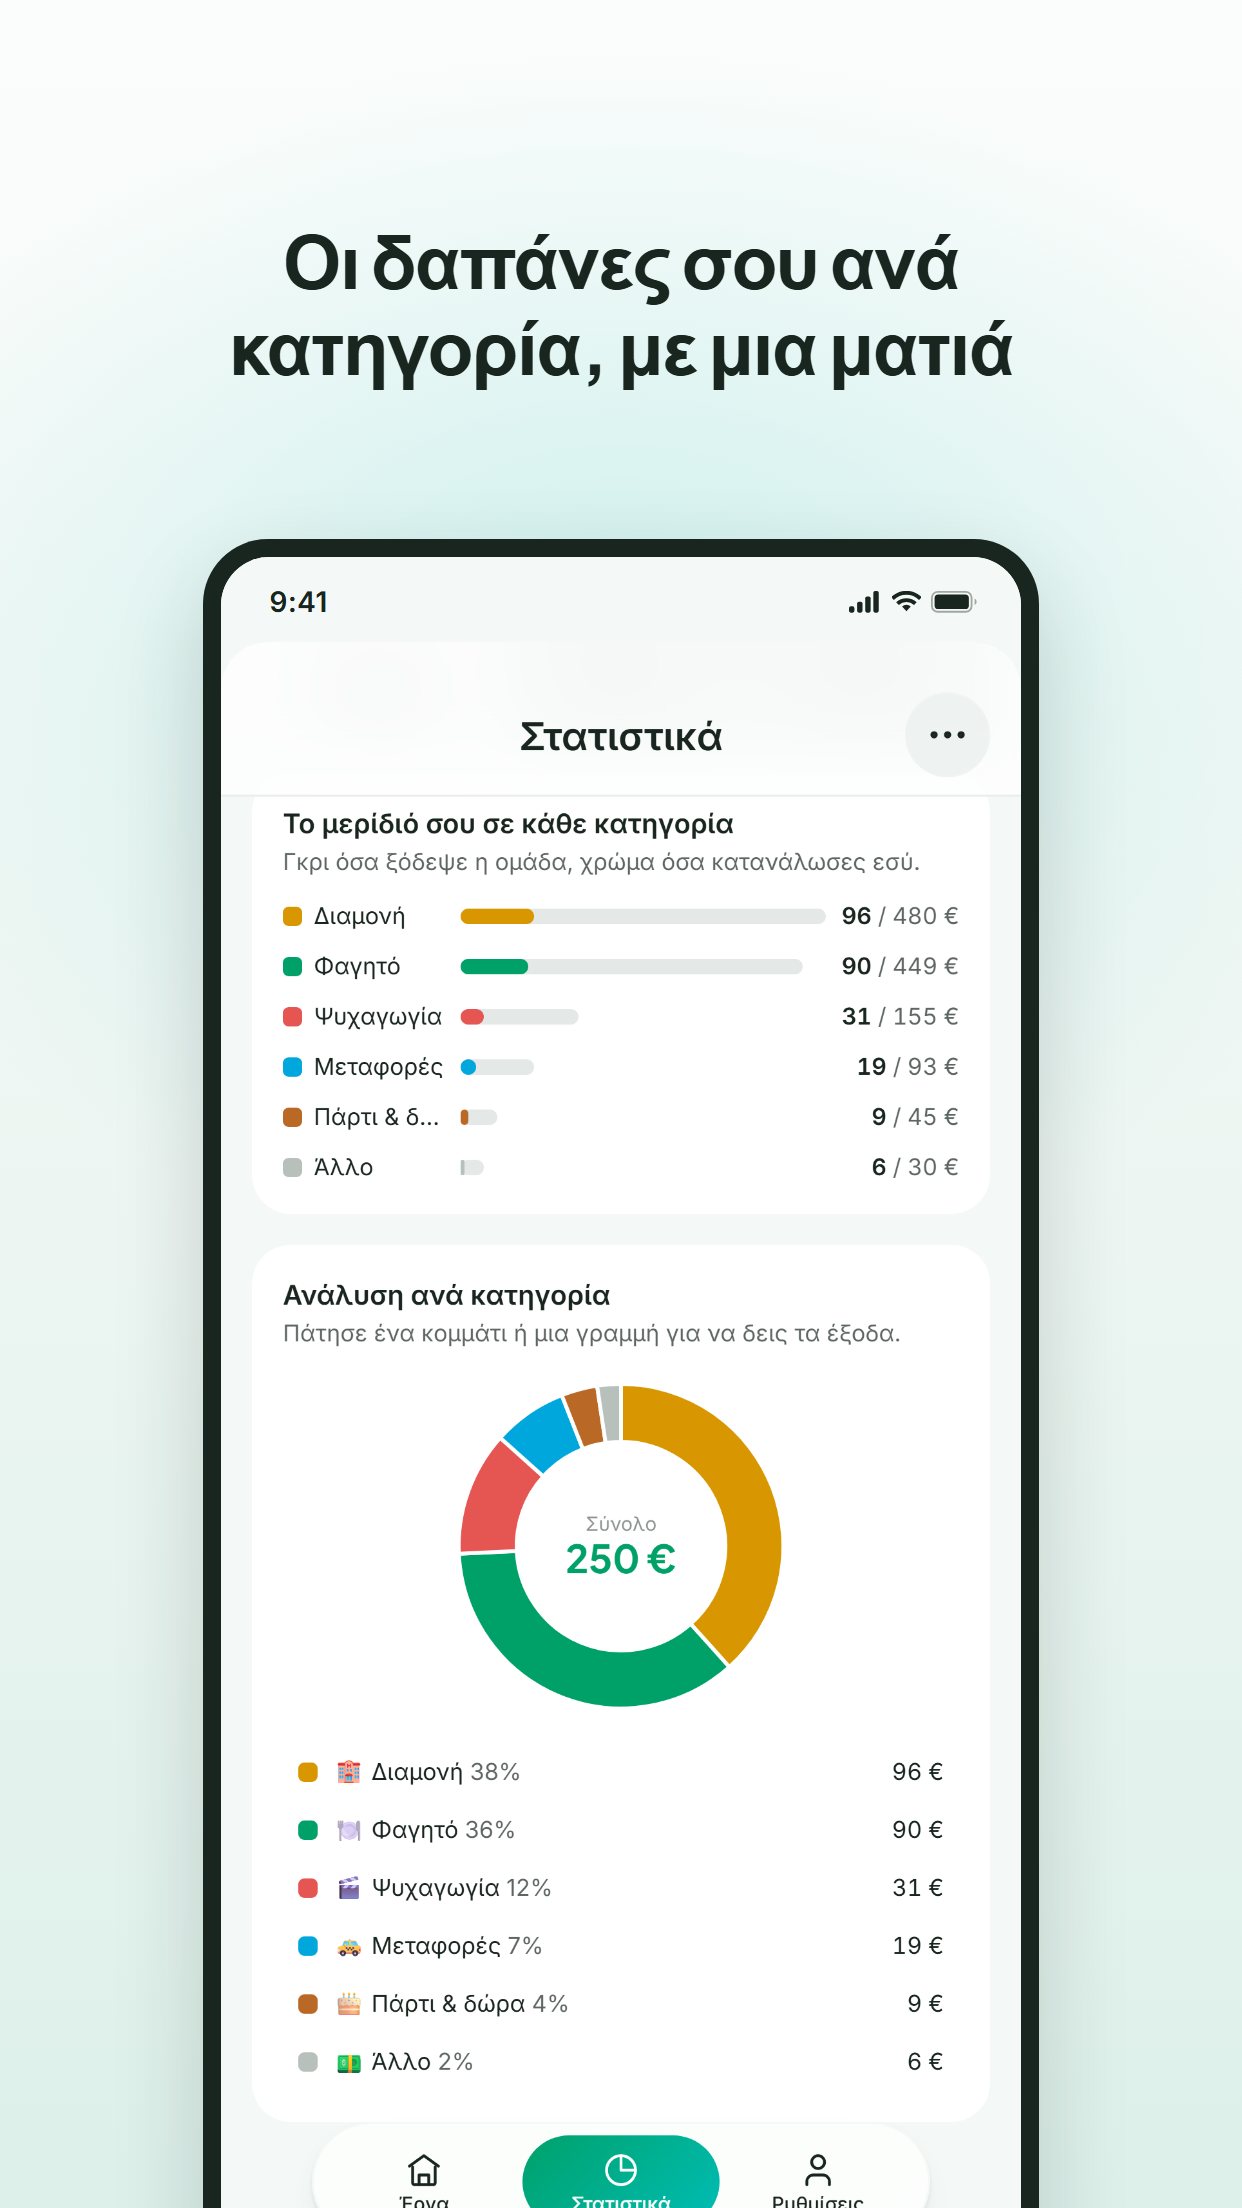 Οι δαπάνες σου ανά
κατηγορία, με μια ματιά
9:41
Στατιστικά
Το μερίδιό σου σε κάθε κατηγορία
Γκρι όσα ξόδεψε η ομάδα, χρώμα όσα κατανάλωσες εσύ.
Διαμονή 96 / 480 €
Φαγητό 90 / 449 €
Ψυχαγωγία 31 / 155 €
Μεταφορές 19 / 93 €
Πάρτι & δ... 9 / 45 €
Άλλο 6 / 30 €
Ανάλυση ανά κατηγορία
Πάτησε ένα κομμάτι ή μια γραμμή για να δεις τα έξοδα.
Σύνολο
250 €
Διαμονή 38% 96 €
Φαγητό 36% 90 €
Ψυχαγωγία 12% 31 €
Μεταφορές 7% 19 €
Πάρτι & δώρα 4% 9 €
Άλλο 2% 6 €
Έργα Στατιστικά Ρυθμίσεις